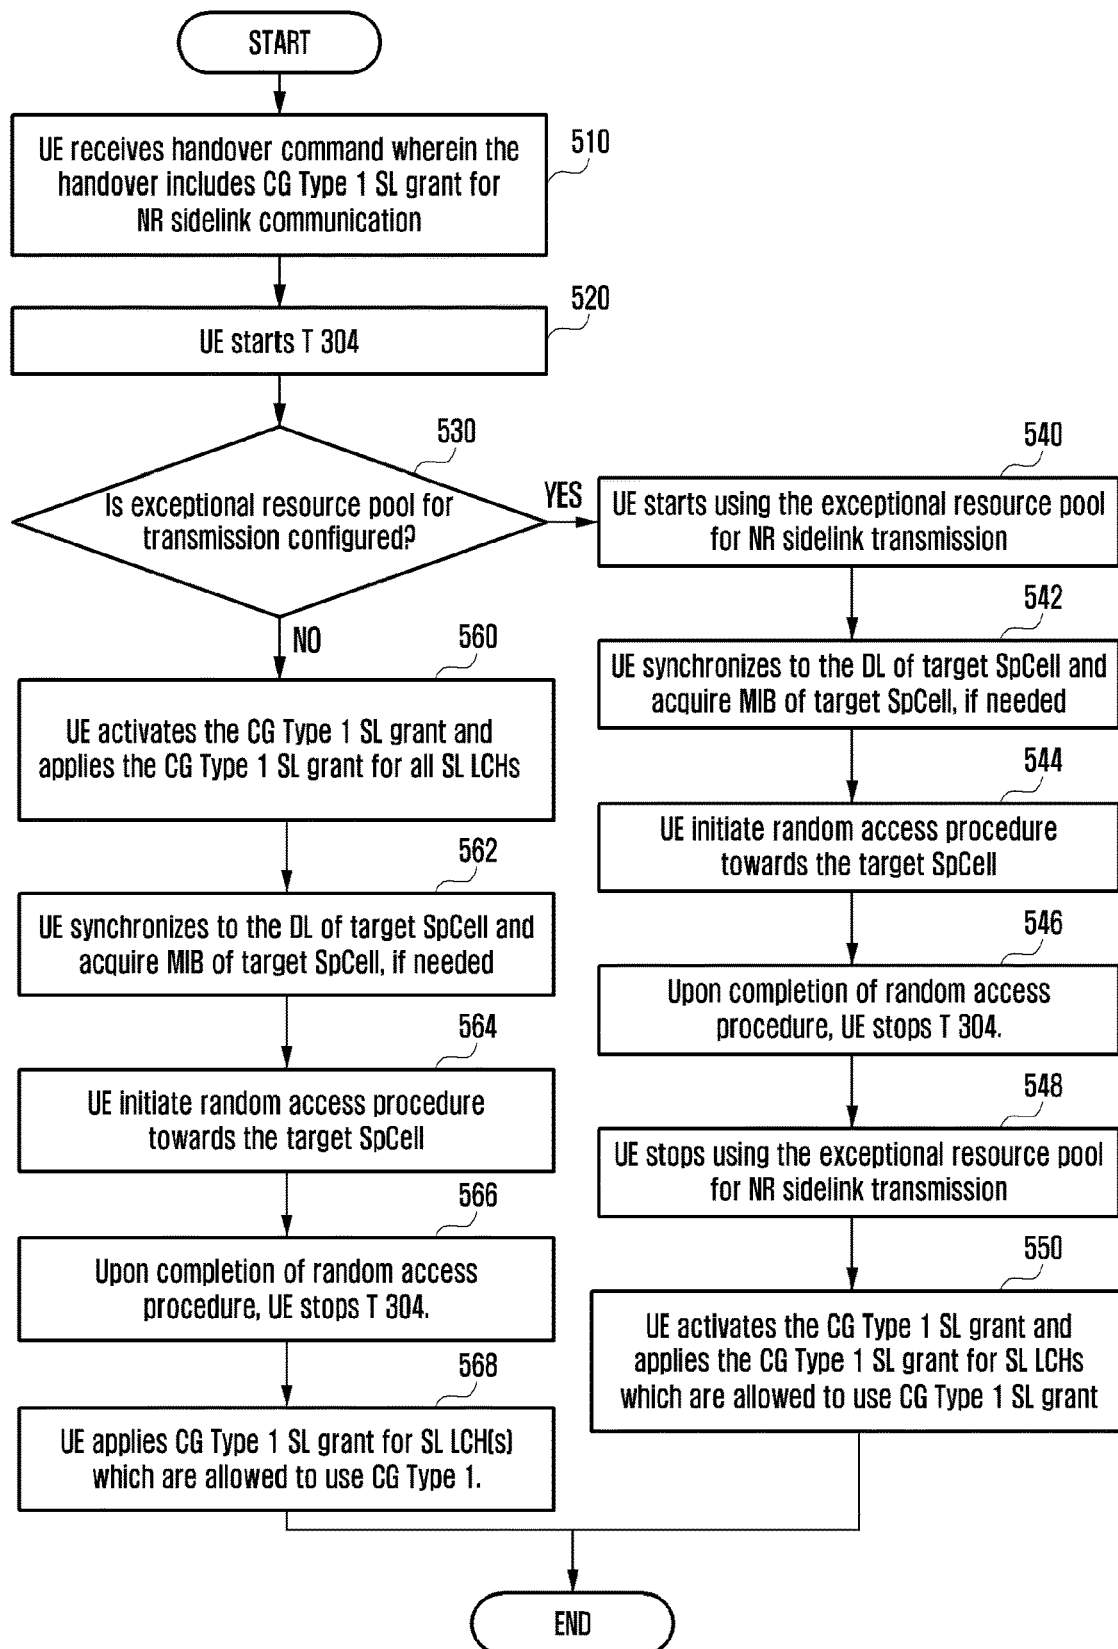 START
UE receives handover command wherein the
handover includes CG Type 1 SL grant for
NR sidelink communication
510
UE starts T 304
520
Is exceptional resource pool for
transmission configured?
530
YES
NO
UE starts using the exceptional resource pool
for NR sidelink transmission
540
UE synchronizes to the DL of target SpCell and
acquire MIB of target SpCell, if needed
542
UE initiate random access procedure
towards the target SpCell
544
Upon completion of random access
procedure, UE stops T 304.
546
UE stops using the exceptional resource pool
for NR sidelink transmission
548
UE activates the CG Type 1 SL grant and
applies the CG Type 1 SL grant for SL LCHs
which are allowed to use CG Type 1 SL grant
550
UE activates the CG Type 1 SL grant and
applies the CG Type 1 SL grant for all SL LCHs
560
UE synchronizes to the DL of target SpCell and
acquire MIB of target SpCell, if needed
562
UE initiate random access procedure
towards the target SpCell
564
Upon completion of random access
procedure, UE stops T 304.
566
UE applies CG Type 1 SL grant for SL LCH(s)
which are allowed to use CG Type 1.
568
END